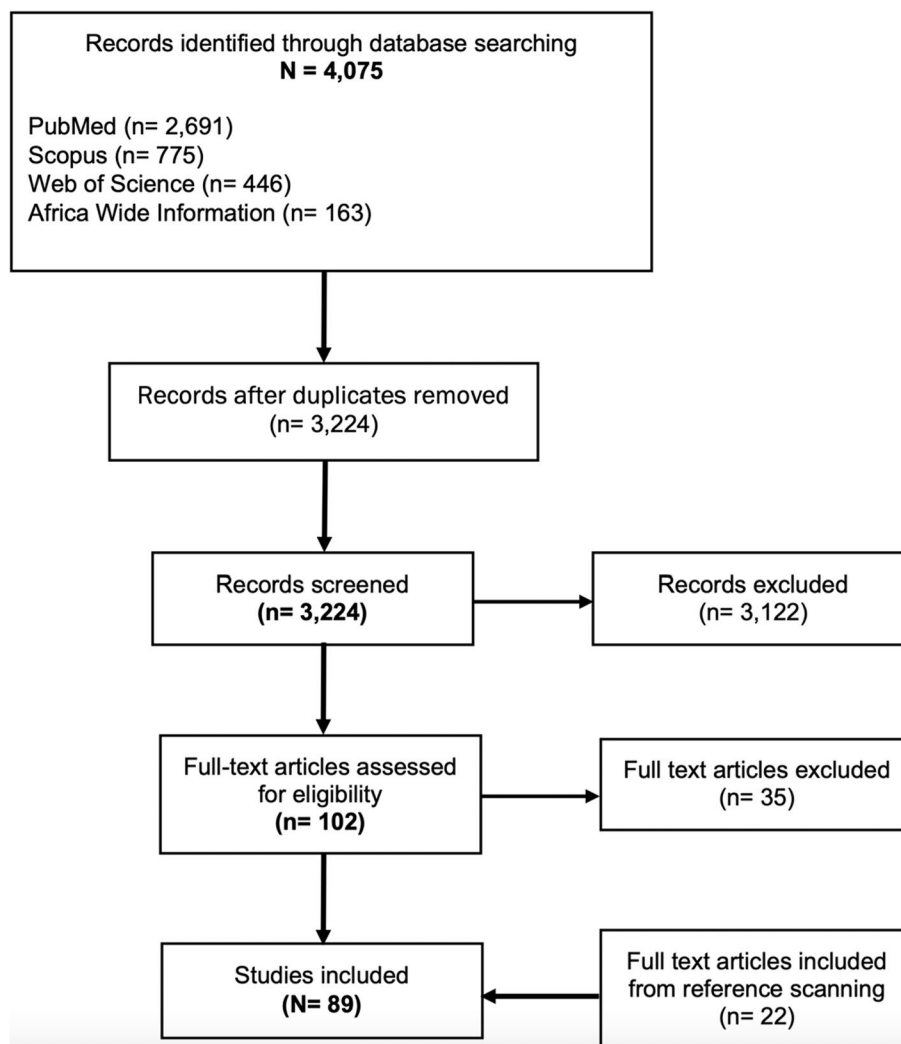 Records identified through database searching
N = 4,075
PubMed (n= 2,691)
Scopus (n= 775)
Web of Science (n= 446)
Africa Wide Information (n= 163)
Records after duplicates removed
(n= 3,224)
Records screened
(n= 3,224)
Records excluded
(n= 3,122)
Full-text articles assessed
for eligibility
(n= 102)
Full text articles excluded
(n= 35)
Studies included
(N= 89)
Full text articles included
from reference scanning
(n= 22)